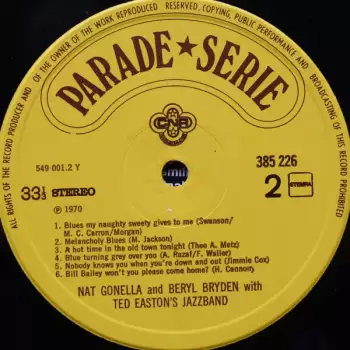 ALL RIGHTS OF THE RECORD PRODUCER AND OF THE OWNER OF THE WORK REPRODUCED RESERVED. COPYING, PUBLIC PERFORMANCE AND BROADCASTING OF THIS RECORD PROHIBITED
PARADE★SERIE
CNR
549 001.2 Y
385 226
33⅓ STEREO
2 STEMRA
℗ 1970
1. Blues my naughty sweety gives to me (Swanson/
M. C. Carron/Morgan)
2. Melancholy Blues (M. Jackson)
3. A hot time in the old town tonight (Theo A. Metz)
4. Blue turning grey over you (A. Razaf/F. Waller)
5. Nobody knows you when you're down and out (Jimmie Cox)
6. Bill Bailey won't you please come home? (H. Cannon)
NAT GONELLA and BERYL BRYDEN with
TED EASTON'S JAZZBAND